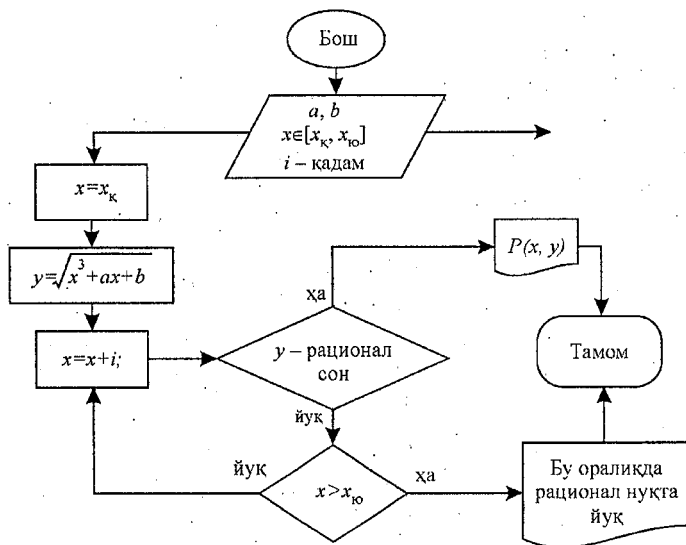 Бош
a, b
x∈[xқ, xю]
i – қадам
x=xқ
y=√x³+ax+b
x=x+i;
ҳа
P(x, y)
y – рационал
сон
Тамом
йуқ
йуқ
x>xю
ҳа
Бу оралиқда
рационал нуқта
йуқ